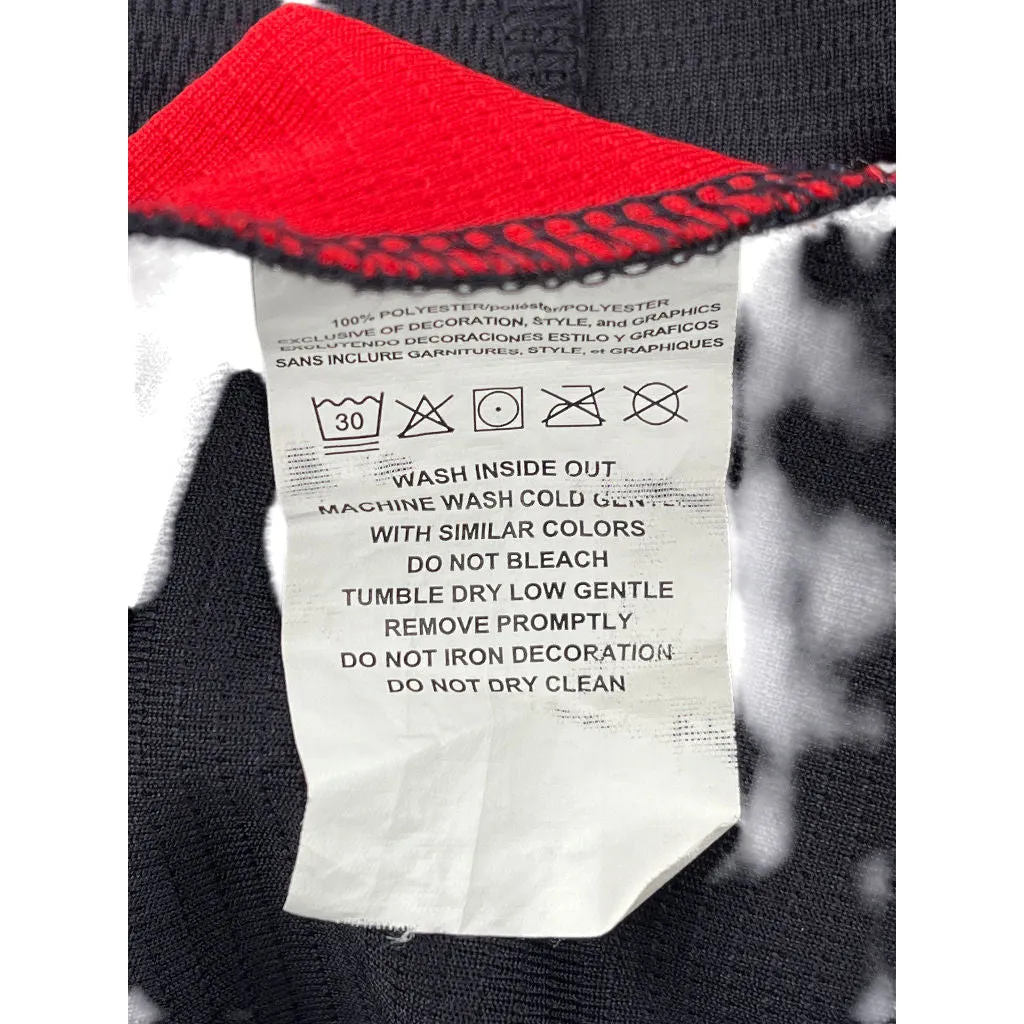 100% POLYESTER/poliéster/POLYESTER
EXCLUSIVE OF DECORATION, STYLE, and GRAPHICS
EXCLUYENDO DECORACIONES ESTILO Y GRAFICOS
SANS INCLURE GARNITURES, STYLE, et GRAPHIQUES
30
WASH INSIDE OUT
MACHINE WASH COLD GENTLE
WITH SIMILAR COLORS
DO NOT BLEACH
TUMBLE DRY LOW GENTLE
REMOVE PROMPTLY
DO NOT IRON DECORATION
DO NOT DRY CLEAN